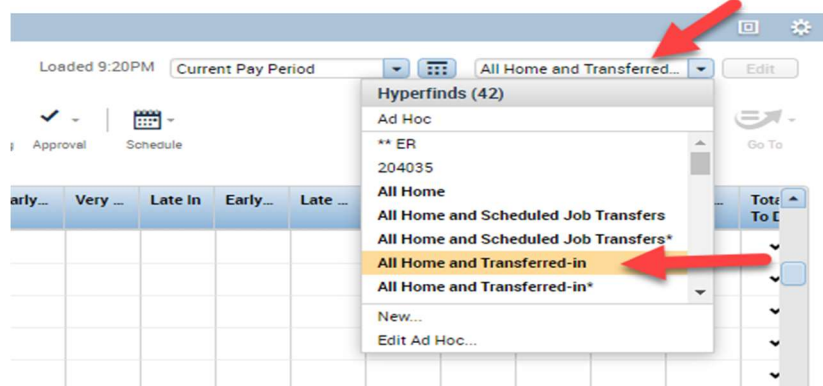 Loaded 9:20PM Current Pay Period All Home and Transferred... Edit
Hyperfinds (42)
Ad Hoc
** ER
204035
All Home
All Home and Scheduled Job Transfers
All Home and Scheduled Job Transfers*
All Home and Transferred-in
All Home and Transferred-in*
New...
Edit Ad Hoc...
Approval Schedule Go To
arly... Very ... Late In Early... Late ... Tota
To D